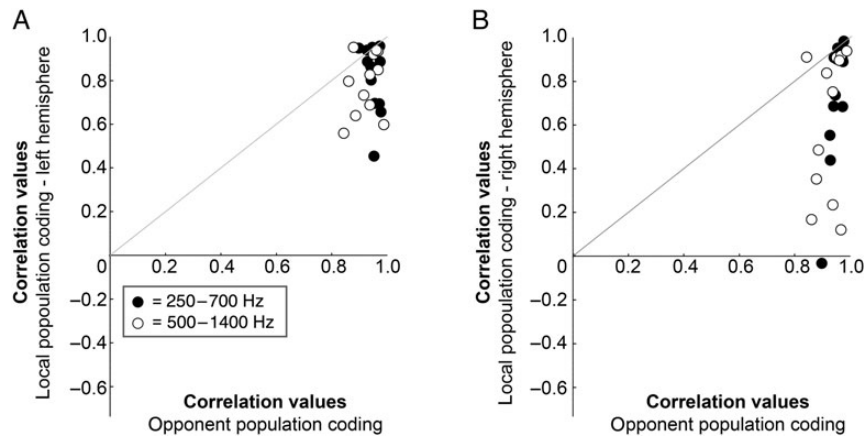 A
Correlation values
Local popoulation coding - left hemisphere
1.0
0.8
0.6
0.4
0.2
0
0.2
0.4
0.6
0.8
1.0
−0.2
−0.4
−0.6
= 250–700 Hz
= 500–1400 Hz
Correlation values
Opponent population coding
B
Correlation values
Local popoulation coding - right hemisphere
1.0
0.8
0.6
0.4
0.2
0
0.2
0.4
0.6
0.8
1.0
−0.2
−0.4
−0.6
Correlation values
Opponent population coding